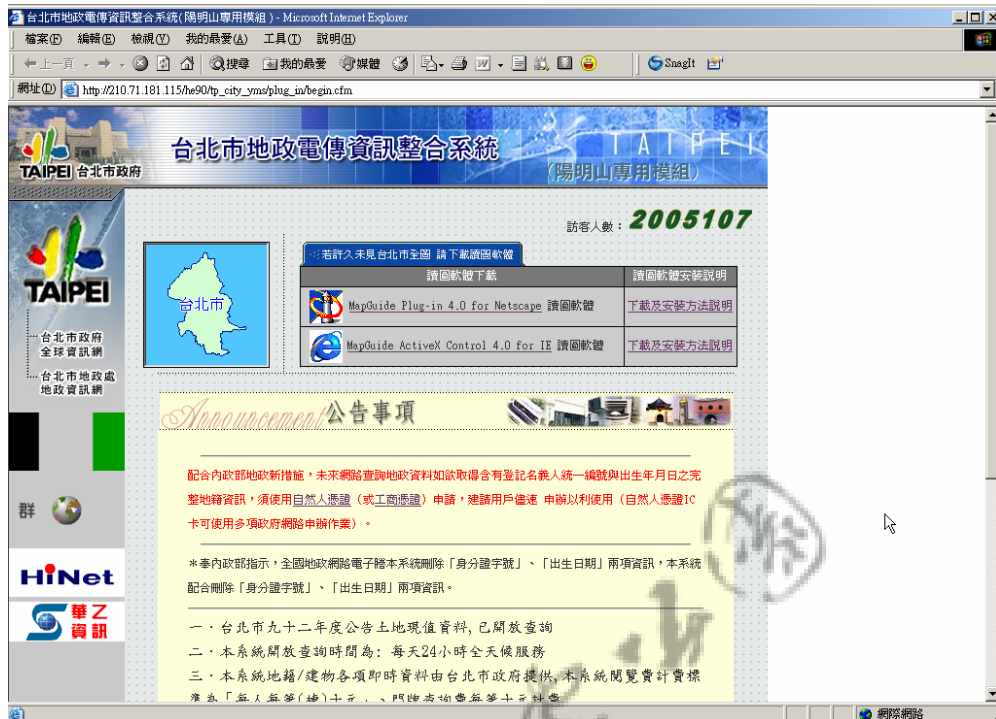 台北市地政電傳資訊整合系統(陽明山專用模組) - Microsoft Internet Explorer
檔案(F) 編輯(E) 檢視(V) 我的最愛(A) 工具(T) 說明(H)
上一頁 搜尋 我的最愛 媒體 SnagIt
網址(D) http://210.71.181.115/he90/tp_city_yms/plug_in/begin.cfm
TAIPEI 台北市政府
台北市地政電傳資訊整合系統
TAIPEI
(陽明山專用模組)
訪客人數：2005107
TAIPEI
台北市政府
全球資訊網
台北市地政處
地政資訊網
群
HiNet
華乙
資訊
台北市
若許久未見台北市全圖 請下載讀圖軟體
讀圖軟體下載 讀圖軟體安裝說明
MapGuide Plug-in 4.0 for Netscape 讀圖軟體 下載及安裝方法說明
MapGuide ActiveX Control 4.0 for IE 讀圖軟體 下載及安裝方法說明
Announcement 公告事項
配合內政部地政新措施，未來網路查詢地政資料如欲取得含有登記名義人統一編號與出生年月日之完
整地籍資訊，須使用自然人憑證（或工商憑證）申請，建請用戶儘速 申辦以利使用（自然人憑證IC
卡可使用多項政府網路申辦作業）。
＊奉內政部指示，全國地政網路電子謄本系統刪除「身分證字號」、「出生日期」兩項資訊，本系統
配合刪除「身分證字號」、「出生日期」兩項資訊。
一．台北市九十二年度公告土地現值資料,已開放查詢
二．本系統開放查詢時間為: 每天24小時全天候服務
三．本系統地籍/建物各項即時資料由台北市政府提供,本系統閱覽費計費標
準為「每人每筆(棟)十元」、門牌查詢費每筆十元計費
網際網路